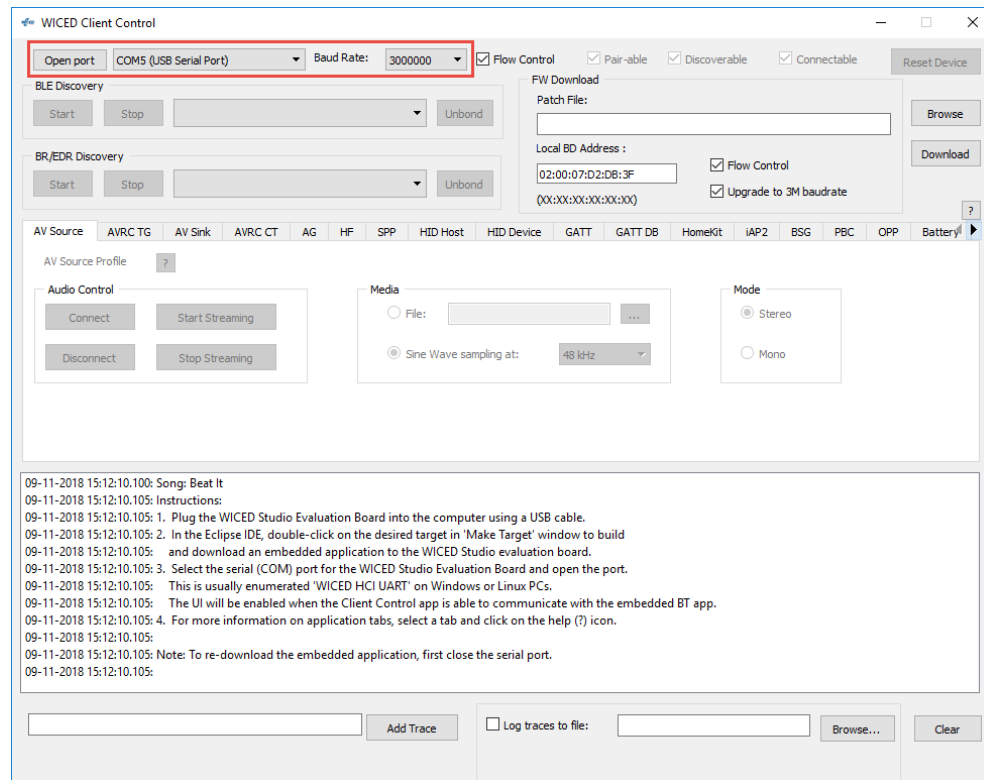 WICED Client Control
Open port COM5 (USB Serial Port) Baud Rate: 3000000 Flow Control Pair-able Discoverable Connectable Reset Device
BLE Discovery
Start Stop Unbond
BR/EDR Discovery
Start Stop Unbond
FW Download
Patch File:
Browse
Local BD Address :
02:00:07:D2:DB:3F
(XX:XX:XX:XX:XX:XX)
Flow Control
Upgrade to 3M baudrate
Download
?
AV Source AVRC TG AV Sink AVRC CT AG HF SPP HID Host HID Device GATT GATT DB HomeKit iAP2 BSG PBC OPP Battery
AV Source Profile ?
Audio Control
Connect Start Streaming
Disconnect Stop Streaming
Media
File: ...
Sine Wave sampling at: 48 kHz
Mode
Stereo
Mono
09-11-2018 15:12:10.100: Song: Beat It
09-11-2018 15:12:10.105: Instructions:
09-11-2018 15:12:10.105: 1. Plug the WICED Studio Evaluation Board into the computer using a USB cable.
09-11-2018 15:12:10.105: 2. In the Eclipse IDE, double-click on the desired target in 'Make Target' window to build
09-11-2018 15:12:10.105: and download an embedded application to the WICED Studio evaluation board.
09-11-2018 15:12:10.105: 3. Select the serial (COM) port for the WICED Studio Evaluation Board and open the port.
09-11-2018 15:12:10.105: This is usually enumerated 'WICED HCI UART' on Windows or Linux PCs.
09-11-2018 15:12:10.105: The UI will be enabled when the Client Control app is able to communicate with the embedded BT app.
09-11-2018 15:12:10.105: 4. For more information on application tabs, select a tab and click on the help (?) icon.
09-11-2018 15:12:10.105:
09-11-2018 15:12:10.105: Note: To re-download the embedded application, first close the serial port.
09-11-2018 15:12:10.105:
Add Trace Log traces to file: Browse... Clear